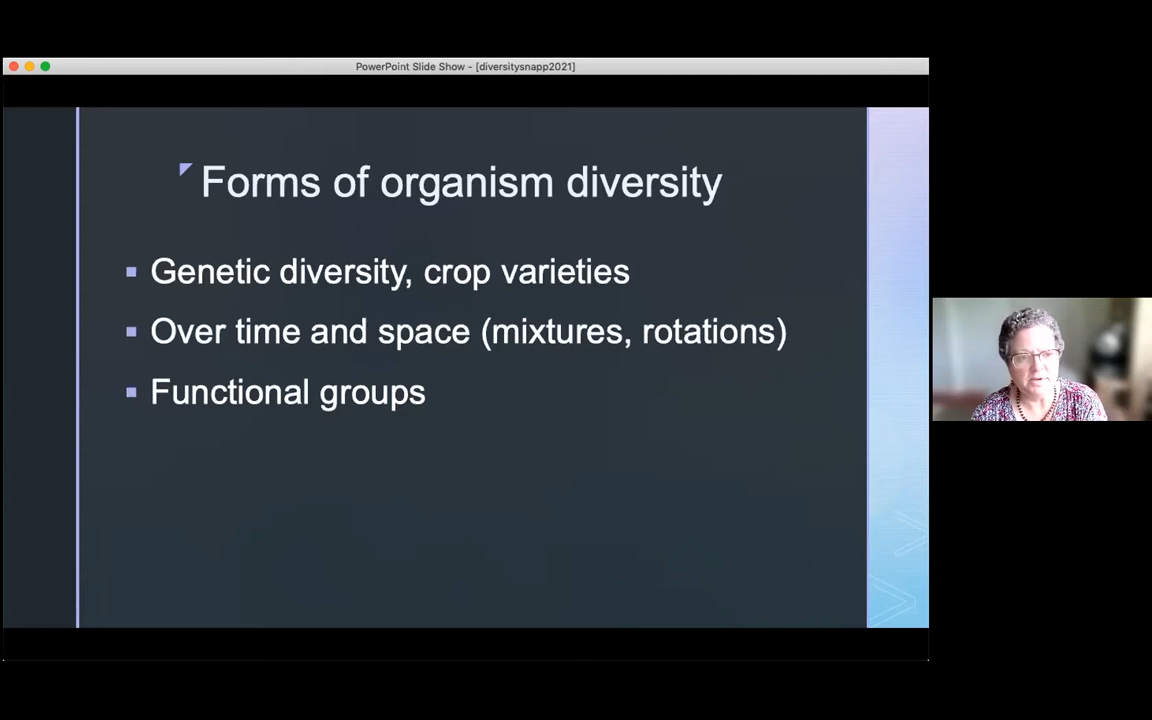 PowerPoint Slide Show - [diversitysnapp2021]
Forms of organism diversity
Genetic diversity, crop varieties
Over time and space (mixtures, rotations)
Functional groups